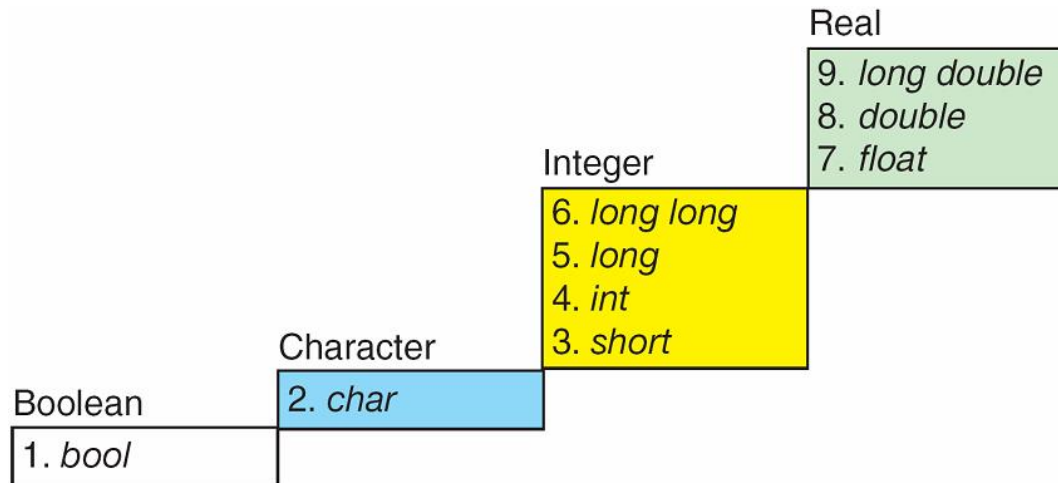 Real
9. long double
8. double
7. float
Integer
6. long long
5. long
4. int
3. short
Character
2. char
Boolean
1. bool